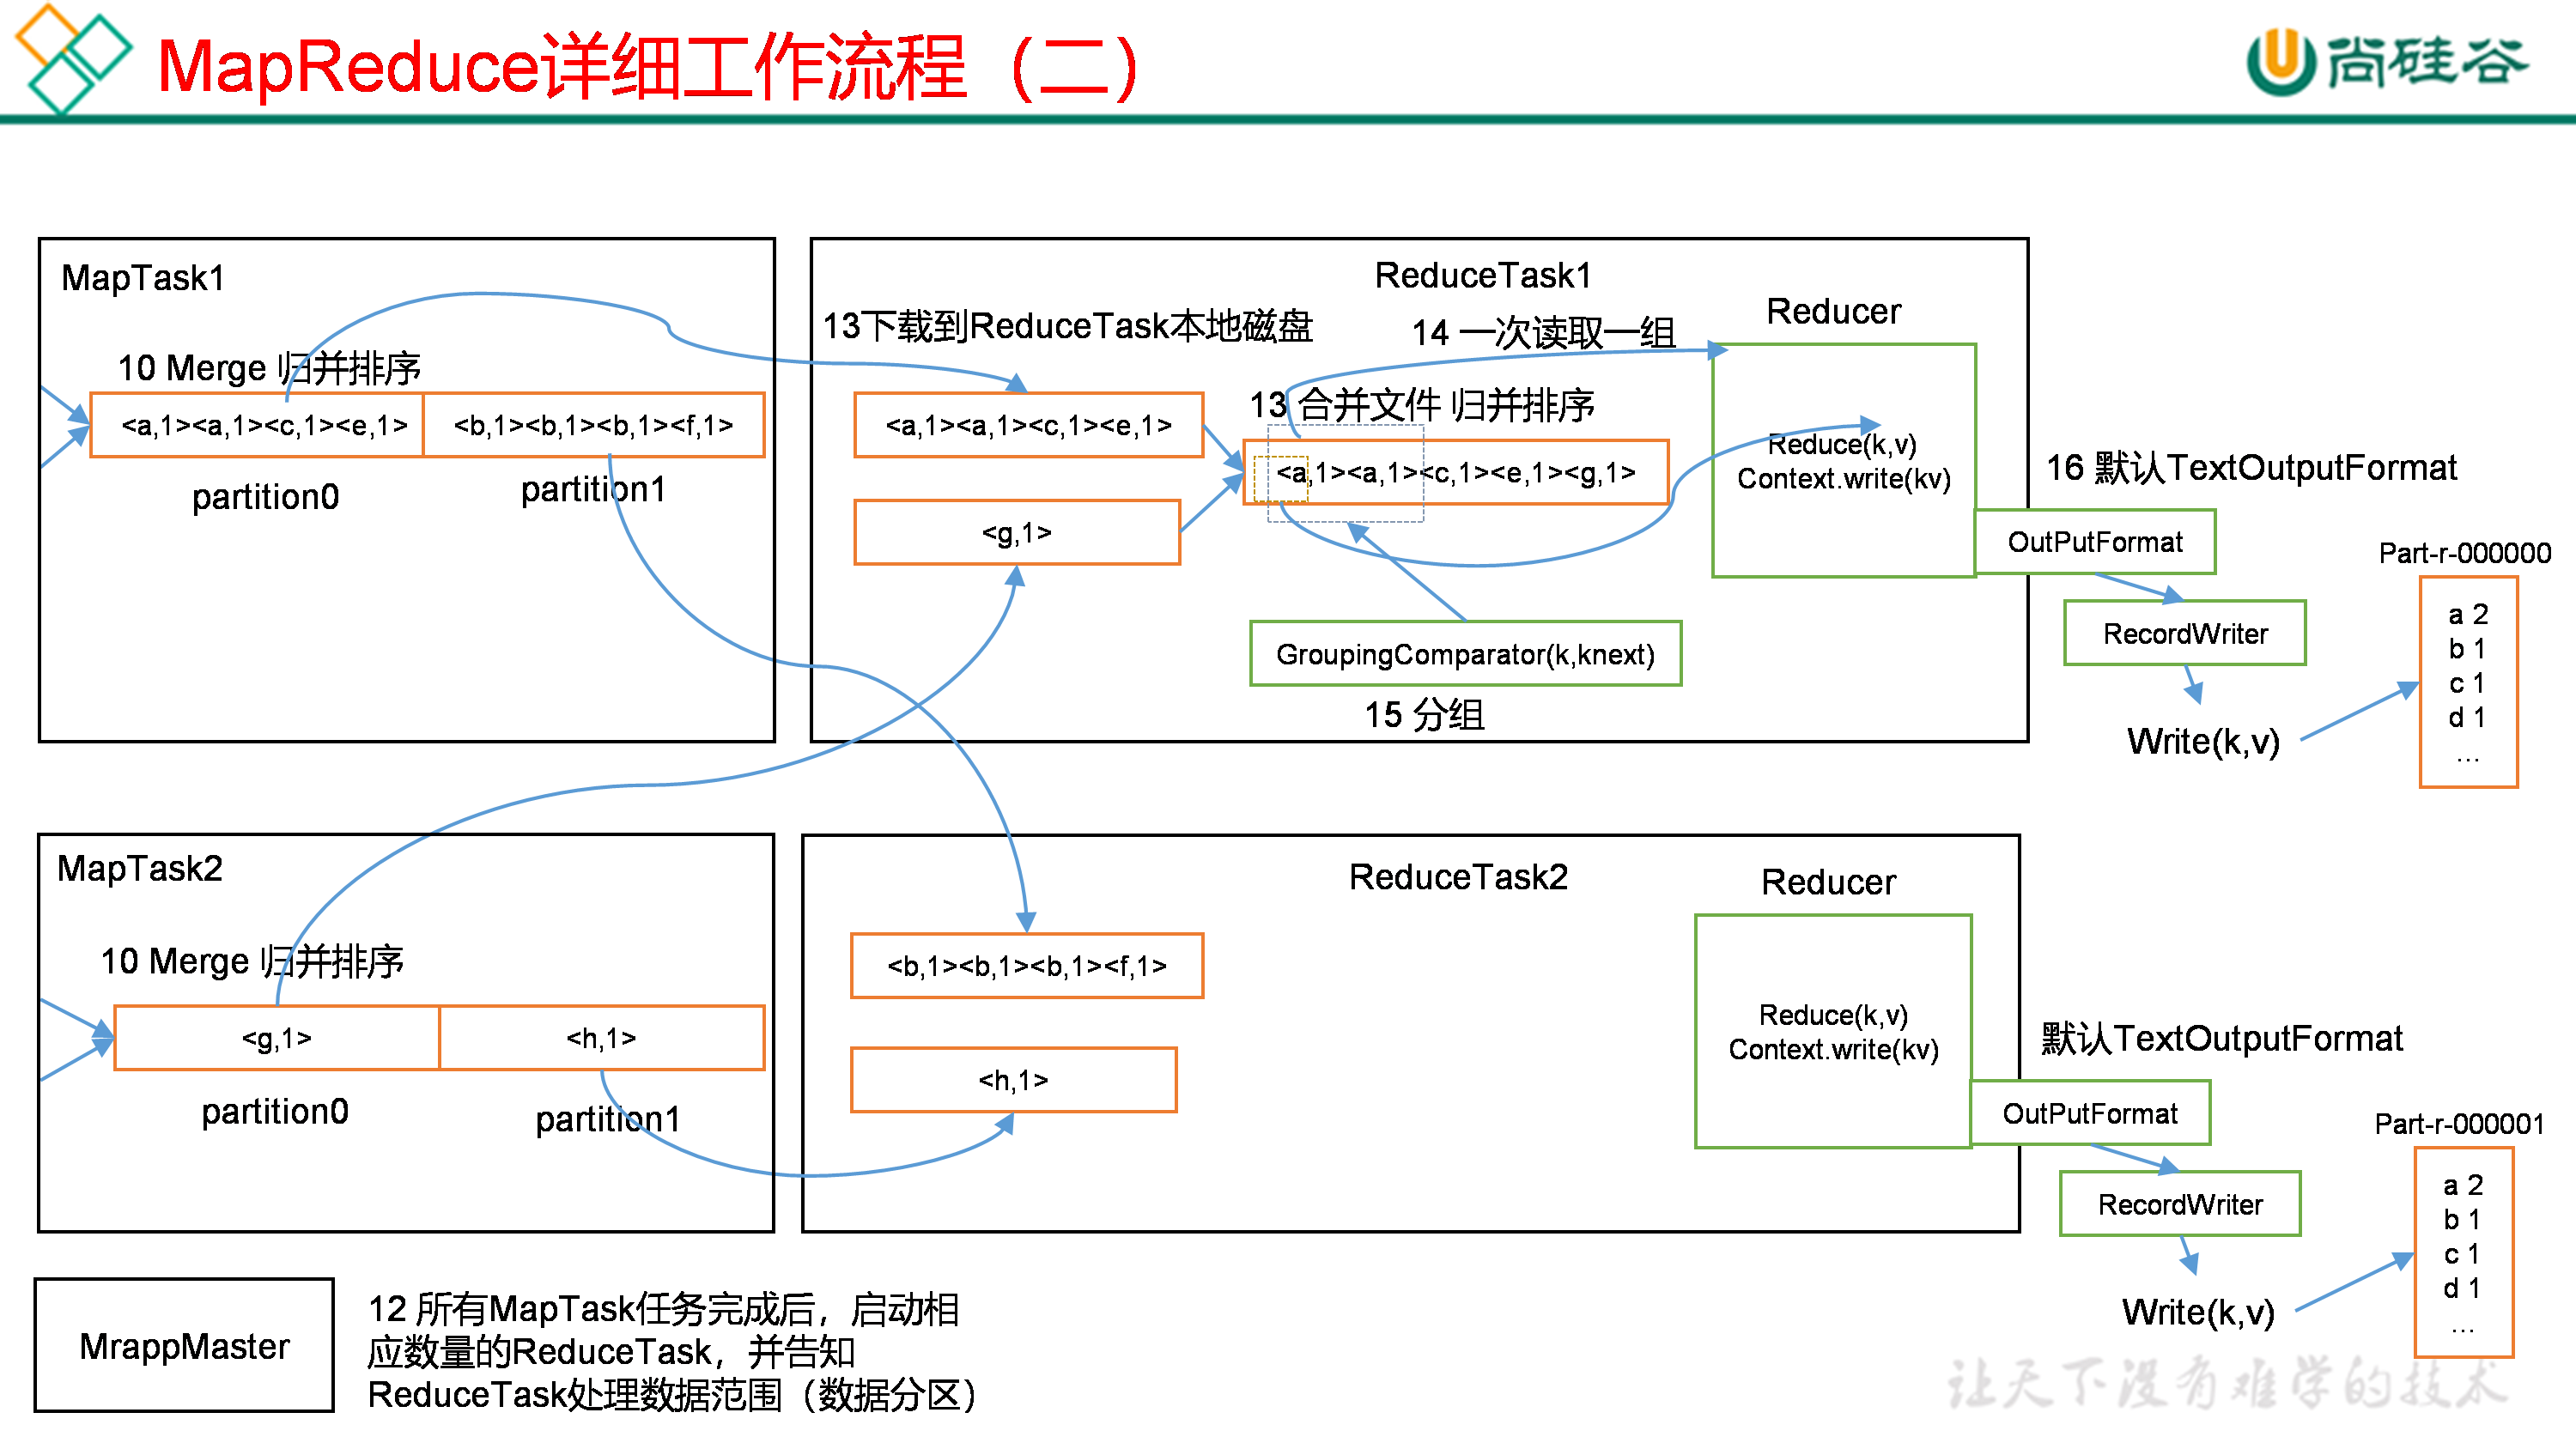 MapReduce详细工作流程（二）
尚硅谷
MapTask1
10 Merge 归并排序
<a,1><a,1><c,1><e,1>
<b,1><b,1><b,1><f,1>
partition0
partition1
ReduceTask1
13下载到ReduceTask本地磁盘
14 一次读取一组
Reducer
13 合并文件 归并排序
<a,1><a,1><c,1><e,1>
<a,1><a,1><c,1><e,1><g,1>
<g,1>
Reduce(k,v)
Context.write(kv)
GroupingComparator(k,knext)
15 分组
16 默认TextOutputFormat
OutPutFormat
RecordWriter
Write(k,v)
Part-r-000000
a 2
b 1
c 1
d 1
...
MapTask2
10 Merge 归并排序
<g,1>
<h,1>
partition0
partition1
ReduceTask2
Reducer
<b,1><b,1><b,1><f,1>
<h,1>
Reduce(k,v)
Context.write(kv)
默认TextOutputFormat
OutPutFormat
RecordWriter
Write(k,v)
Part-r-000001
a 2
b 1
c 1
d 1
...
MrappMaster
12 所有MapTask任务完成后，启动相
应数量的ReduceTask，并告知
ReduceTask处理数据范围（数据分区）
让天下没有难学的技术